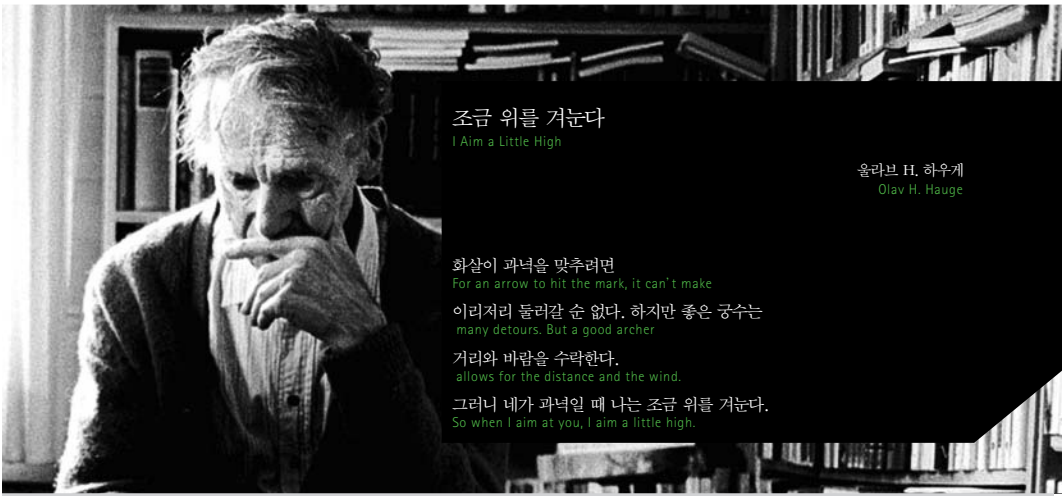 조금 위를 겨눈다
I Aim a Little High
울라브 H. 하우게
Olav H. Hauge
화살이 과녁을 맞추려면
For an arrow to hit the mark, it can't make
이리저리 둘러갈 순 없다. 하지만 좋은 궁수는
many detours. But a good archer
거리와 바람을 수락한다.
allows for the distance and the wind.
그러니 네가 과녁일 때 나는 조금 위를 겨눈다.
So when I aim at you, I aim a little high.